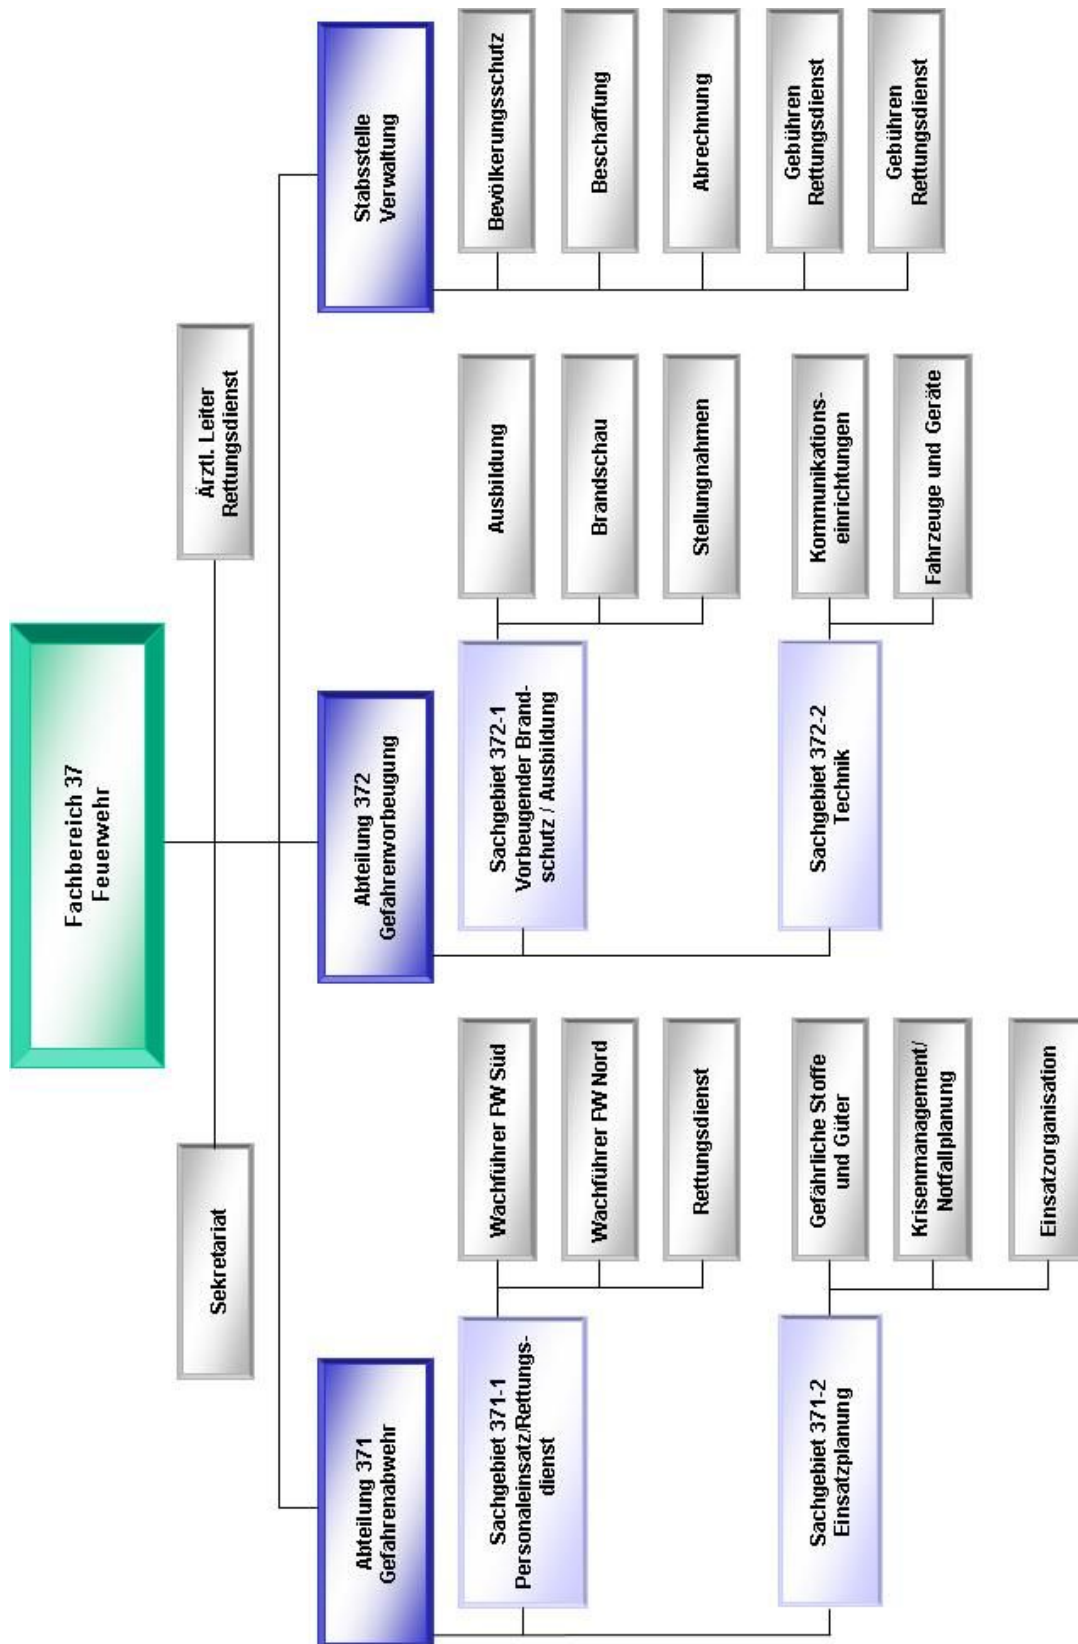 Fachbereich 37
Feuerwehr
Sekretariat
Ärztl. Leiter
Rettungsdienst
Abteilung 371
Gefahrenabwehr
Abteilung 372
Gefahrenvorbeugung
Stabsstelle
Verwaltung
Sachgebiet 371-1
Personaleinsatz/Rettungs-
dienst
Wachführer FW Süd
Wachführer FW Nord
Rettungsdienst
Sachgebiet 371-2
Einsatzplanung
Gefährliche Stoffe
und Güter
Krisenmanagement/
Notfallplanung
Einsatzorganisation
Sachgebiet 372-1
Vorbeugender Brand-
schutz / Ausbildung
Ausbildung
Brandschau
Stellungnahmen
Sachgebiet 372-2
Technik
Kommunikations-
einrichtungen
Fahrzeuge und Geräte
Bevölkerungsschutz
Beschaffung
Abrechnung
Gebühren
Rettungsdienst
Gebühren
Rettungsdienst